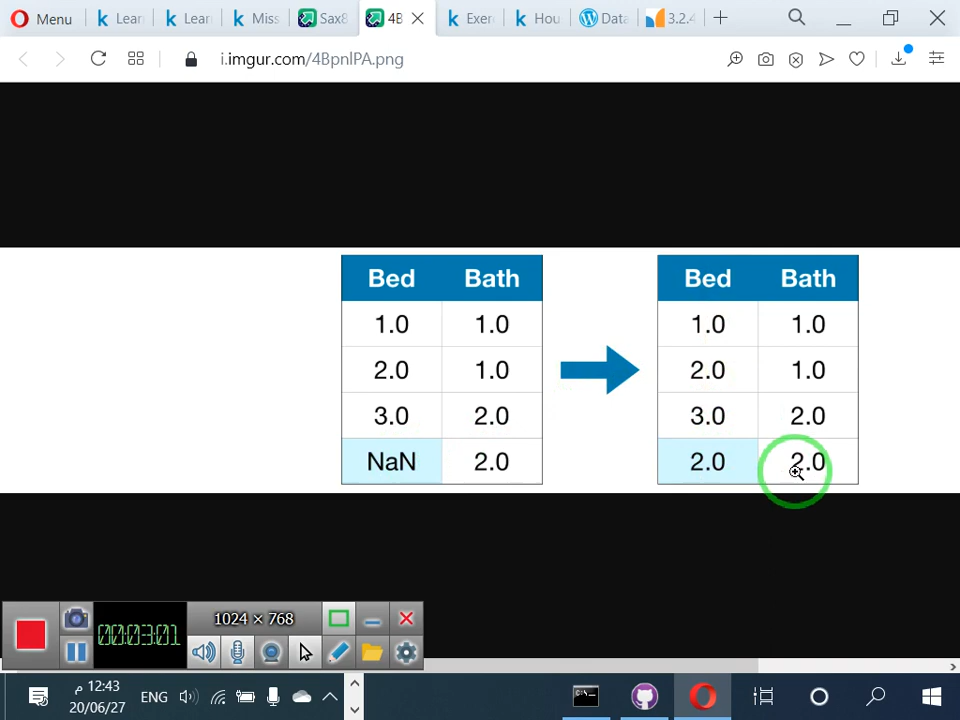 Menu
Lear
Lear
Miss
Sax8
4B
Exer
Hou
Data
3.2.4
i.imgur.com/4BpnlPA.png
Bed Bath
1.0 1.0
2.0 1.0
3.0 2.0
NaN 2.0
Bed Bath
1.0 1.0
2.0 1.0
3.0 2.0
2.0 2.0
1024 × 768
00:03:01
12:43 م
ENG
20/06/27